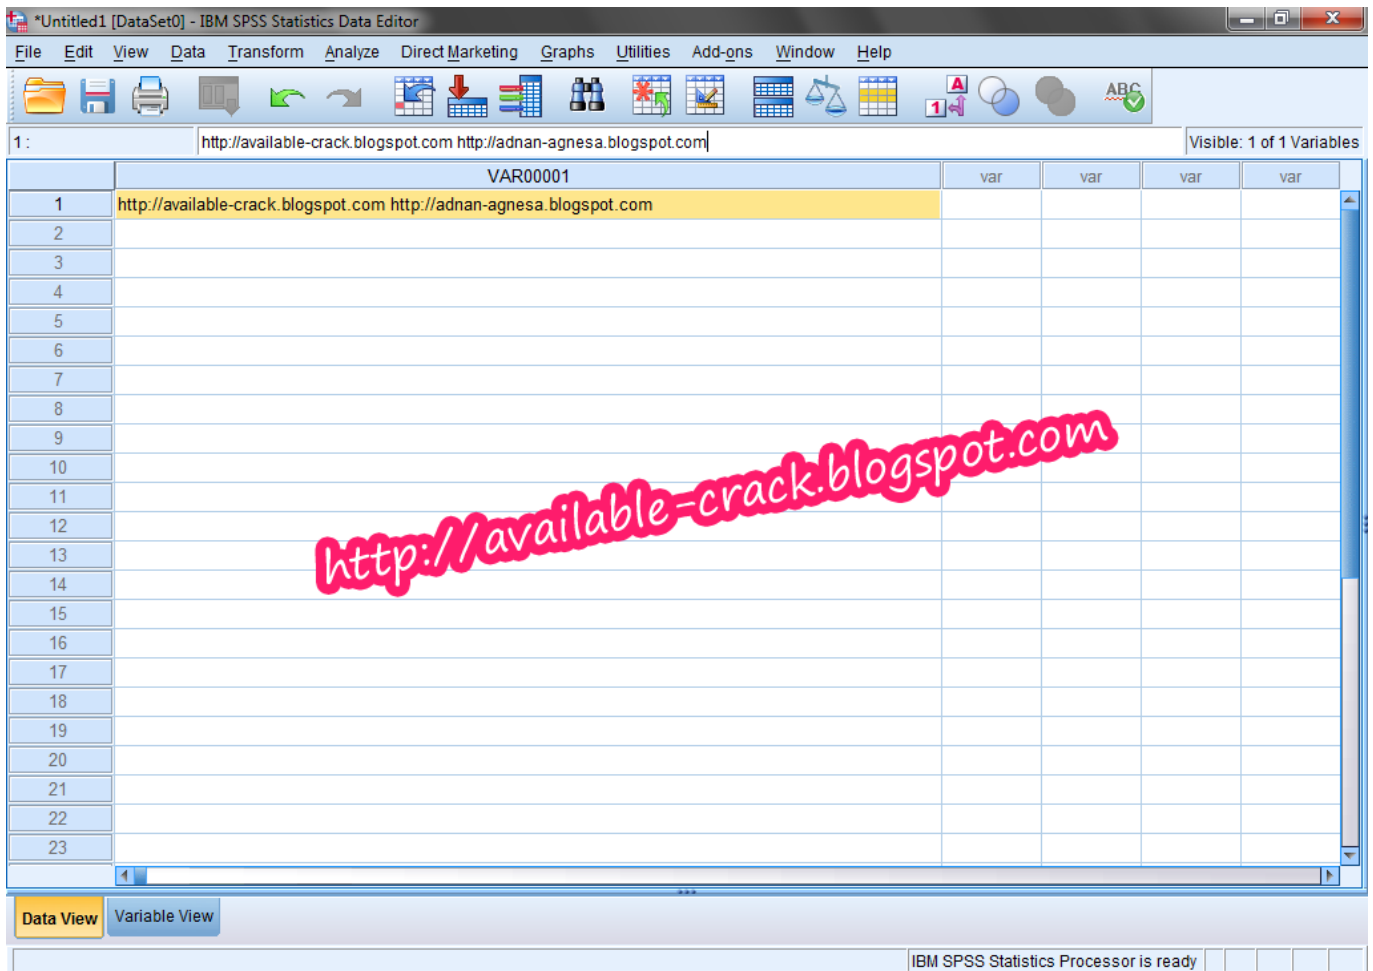 *Untitled1 [DataSet0] - IBM SPSS Statistics Data Editor
File Edit View Data Transform Analyze Direct Marketing Graphs Utilities Add-ons Window Help
A
1
ABC
1 : http://available-crack.blogspot.com http://adnan-agnesa.blogspot.com Visible: 1 of 1 Variables
VAR00001 var var var var
1 http://available-crack.blogspot.com http://adnan-agnesa.blogspot.com
2
3
4
5
6
7
8
9
10
11
12
13
14
15
16
17
18
19
20
21
22
23
http://available-crack.blogspot.com
Data View Variable View
IBM SPSS Statistics Processor is ready